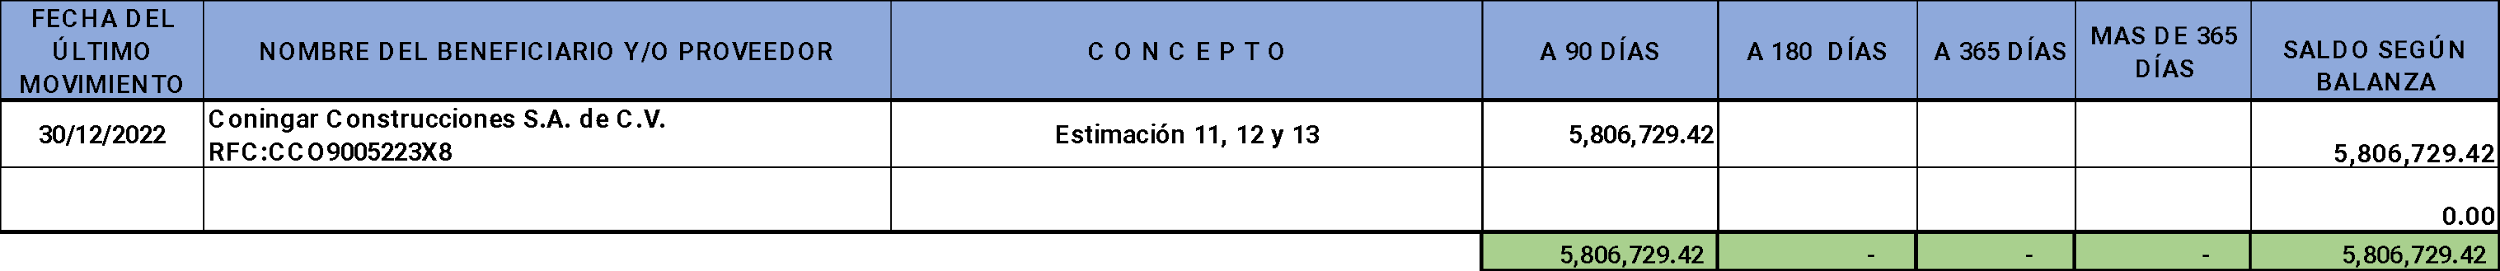 FECHA DEL
ÚLTIMO
MOVIMIENTO
NOMBRE DEL BENEFICIARIO Y/O PROVEEDOR
C O N C E P T O
A 90 DÍAS
A 180 DÍAS
A 365 DÍAS
MAS DE 365
DÍAS
SALDO SEGÚN
BALANZA
30/12/2022
Coningar Construcciones S.A. de C.V.
RFC:CCO9005223X8
Estimación 11, 12 y 13
5,806,729.42
5,806,729.42
0.00
5,806,729.42
-
-
-
5,806,729.42